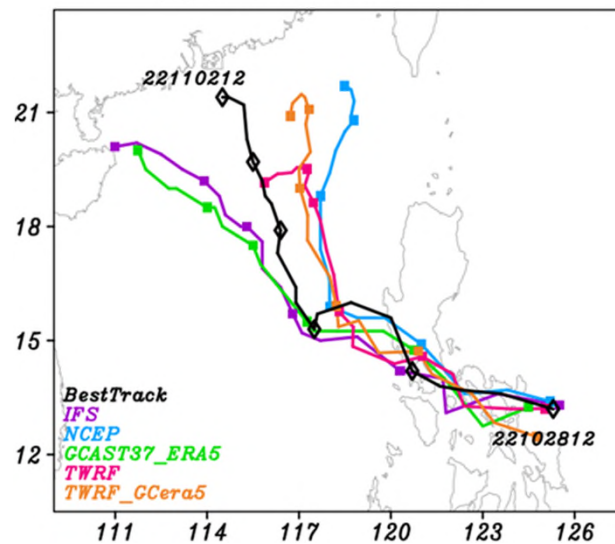 22110212
21
18
15
12
BestTrack
IFS
NCEP
GCAST37_ERA5
TWRF
TWRF_GCera5
22102812
111 114 117 120 123 126